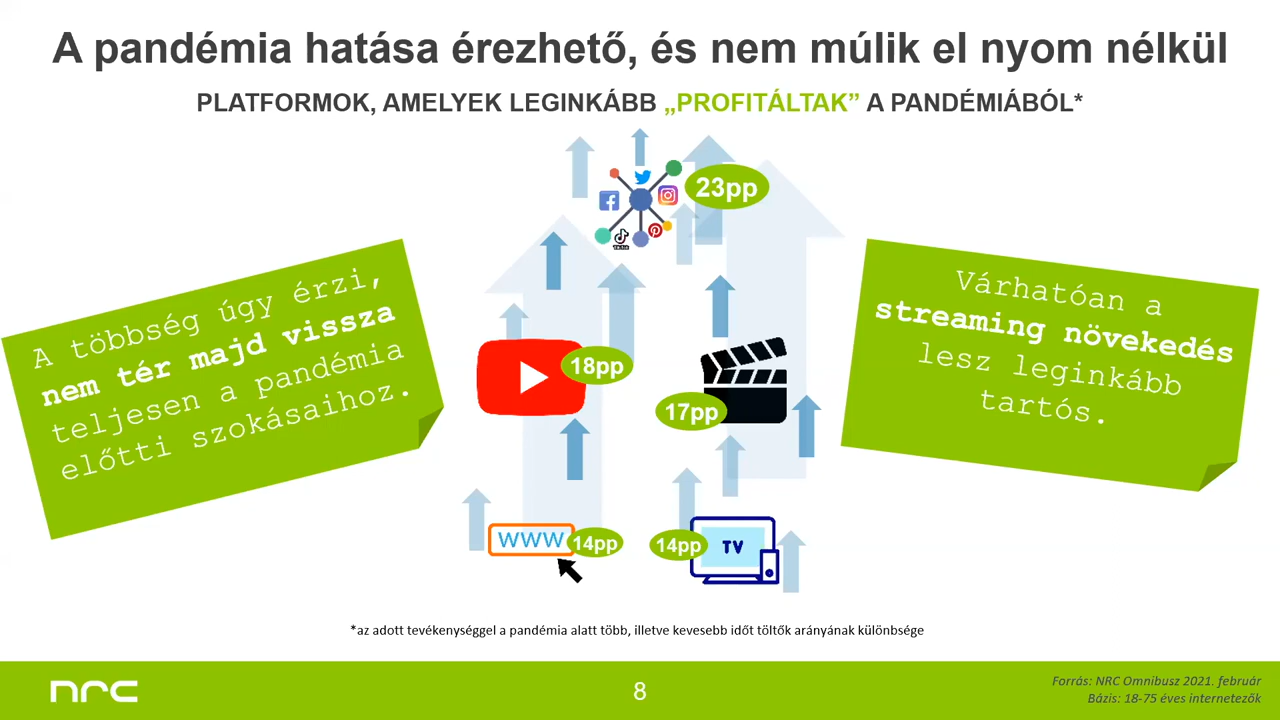 A pandémia hatása érezhető, és nem múlik el nyom nélkül
PLATFORMOK, AMELYEK LEGINKÁBB „PROFITÁLTAK” A PANDÉMIÁBÓL*
23pp
A többség úgy érzi,
nem tér majd vissza
teljesen a pandémia
előtti szokásaihoz.
Várhatóan a
streaming növekedés
lesz leginkább
tartós.
18pp
17pp
WWW
14pp
14pp
TV
*az adott tevékenységgel a pandémia alatt több, illetve kevesebb időt töltők arányának különbsége
nrc
8
Forrás: NRC Omnibusz 2021. február
Bázis: 18-75 éves internetezők